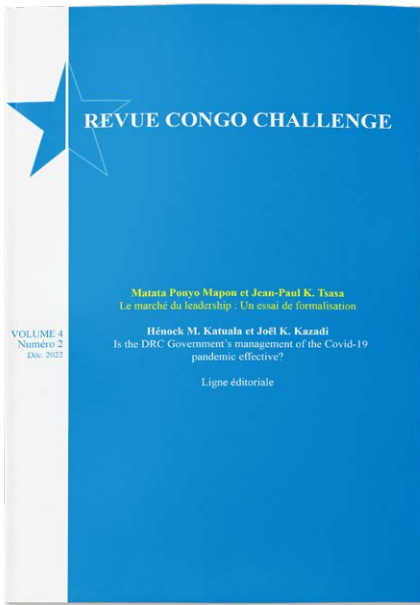 REVUE CONGO CHALLENGE
Matata Ponyo Mapon et Jean-Paul K. Tsasa
Le marché du leadership : Un essai de formalisation
VOLUME 4
Numéro 2
Déc. 2022
Hénock M. Katuala et Joël K. Kazadi
Is the DRC Government's management of the Covid-19
pandemic effective?
Ligne éditoriale